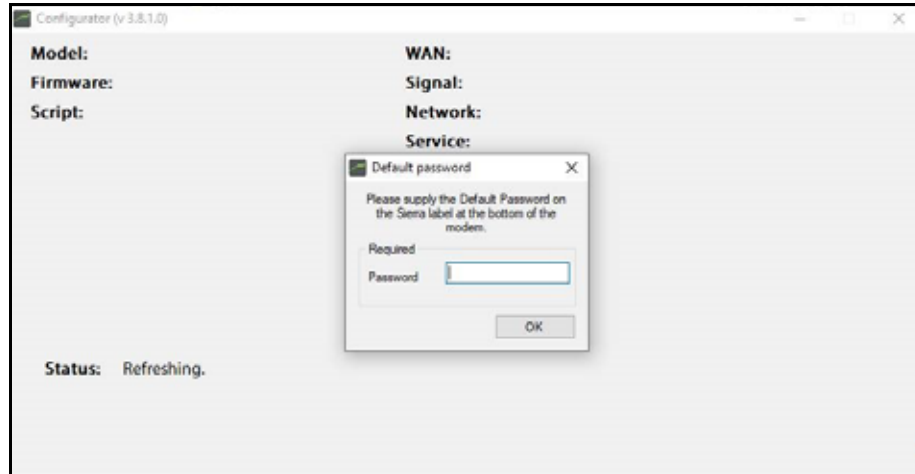 Configurator (v 3.8.1.0)
Model:
WAN:
Firmware:
Signal:
Script:
Network:
Service:
Default password
Please supply the Default Password on
the Sierra label at the bottom of the
modem.
Required
Password
OK
Status: Refreshing.